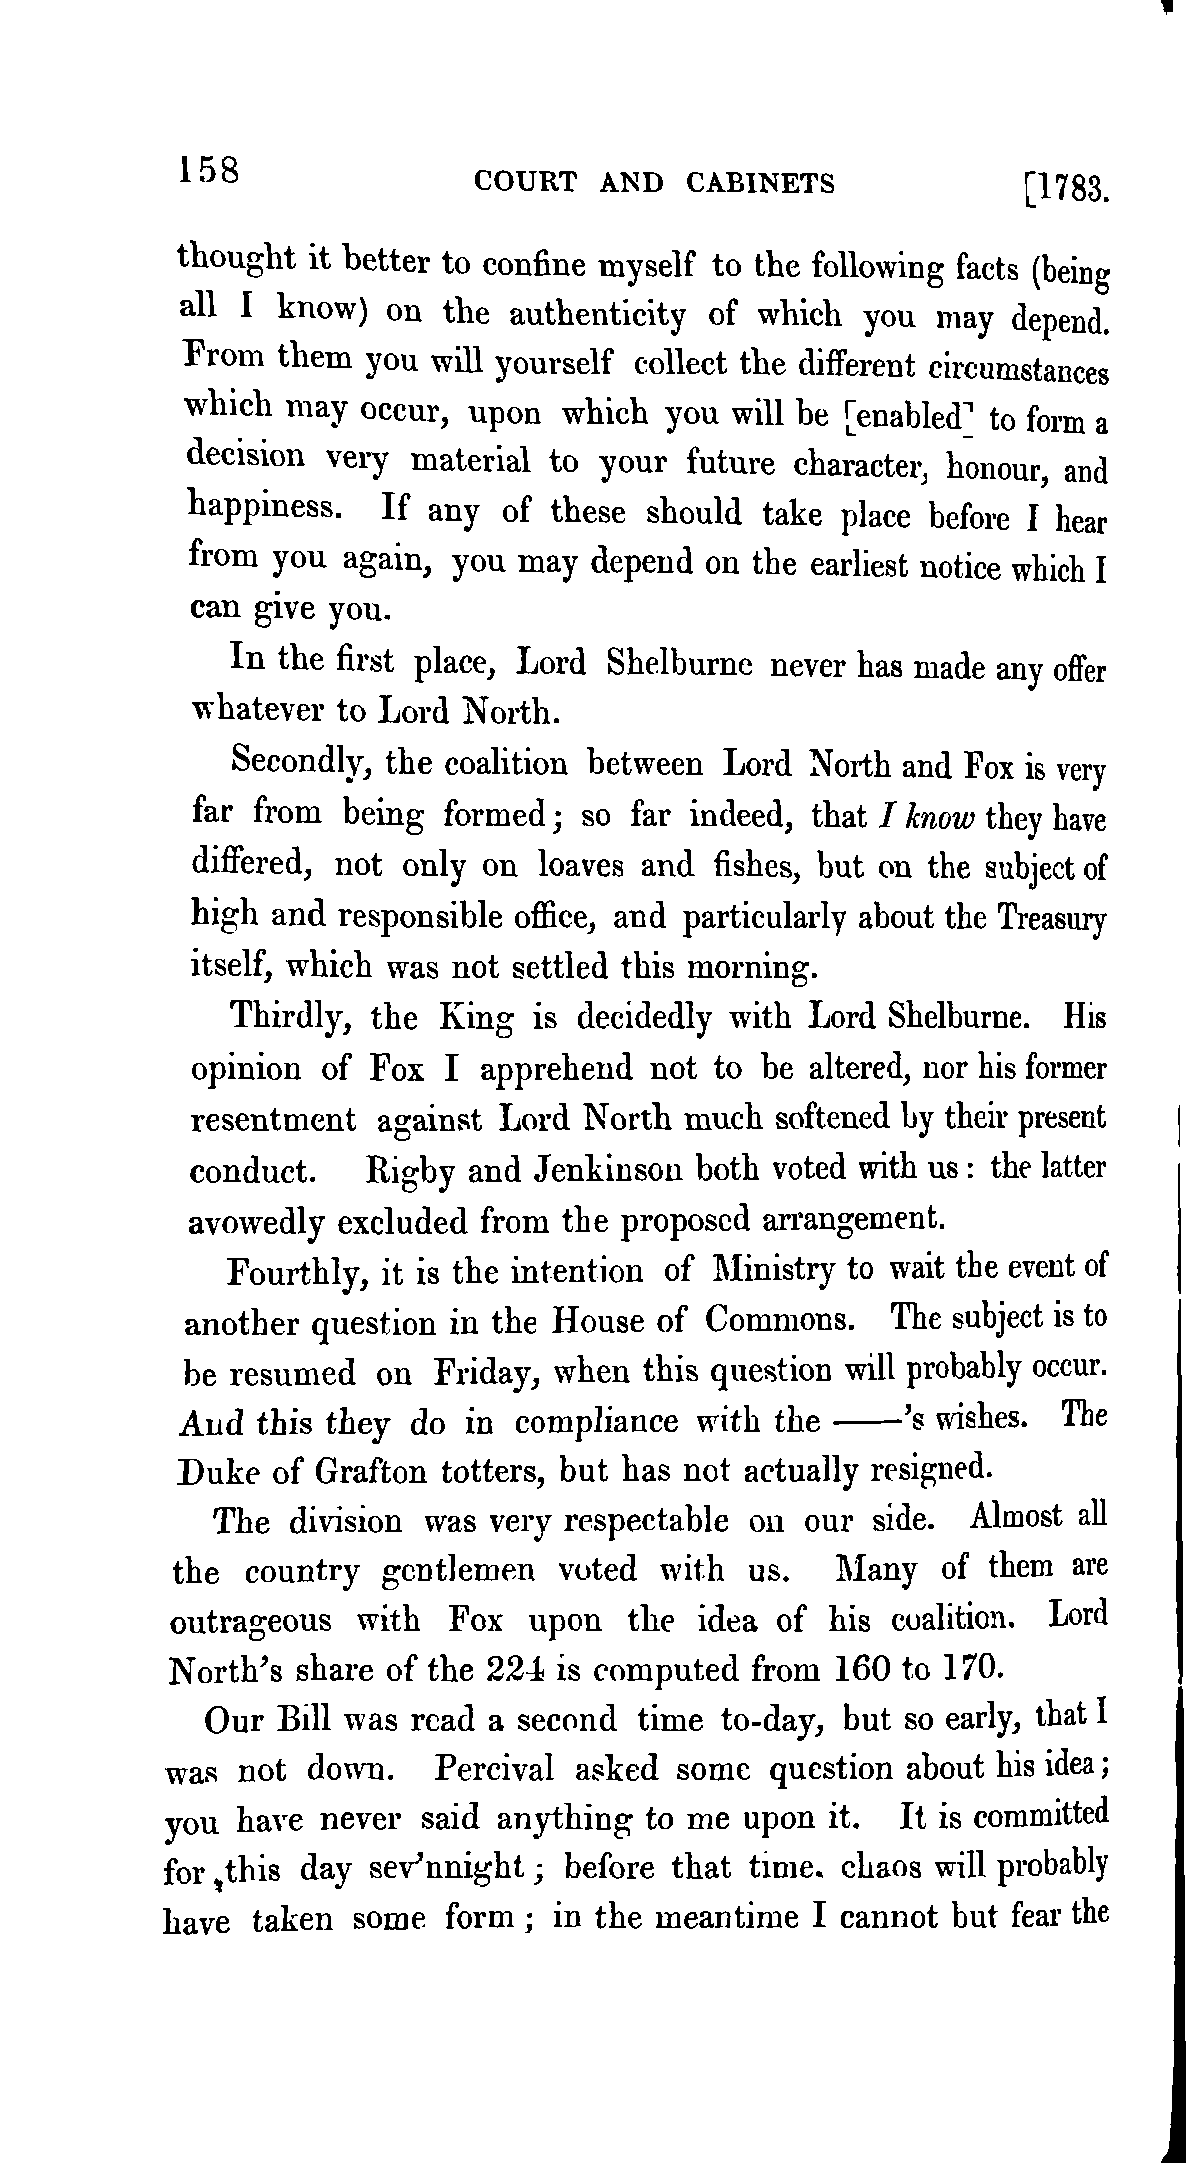 158 COURT AND CABINETS [1783.
thought it better to confine myself to the following facts (being
all I know) on the authenticity of which you may depend.
From them you will yourself collect the different circumstances
which may occur, upon which you will be [enabled] to form a
decision very material to your future character, honour, and
happiness. If any of these should take place before I hear
from you again, you may depend on the earliest notice which I
can give you.
In the first place, Lord Shelburne never has made any offer
whatever to Lord North.
Secondly, the coalition between Lord North and Fox is very
far from being formed; so far indeed, that I know they have
differed, not only on loaves and fishes, but on the subject of
high and responsible office, and particularly about the Treasury
itself, which was not settled this morning.
Thirdly, the King is decidedly with Lord Shelburne. His
opinion of Fox I apprehend not to be altered, nor his former
resentment against Lord North much softened by their present
conduct. Rigby and Jenkinson both voted with us: the latter
avowedly excluded from the proposed arrangement.
Fourthly, it is the intention of Ministry to wait the event of
another question in the House of Commons. The subject is to
be resumed on Friday, when this question will probably occur.
And this they do in compliance with the ——'s wishes. The
Duke of Grafton totters, but has not actually resigned.
The division was very respectable on our side. Almost all
the country gentlemen voted with us. Many of them are
outrageous with Fox upon the idea of his coalition. Lord
North's share of the 224 is computed from 160 to 170.
Our Bill was read a second time to-day, but so early, that I
was not down. Percival asked some question about his idea;
you have never said anything to me upon it. It is committed
for this day sev'nnight; before that time. chaos will probably
have taken some form; in the meantime I cannot but fear the